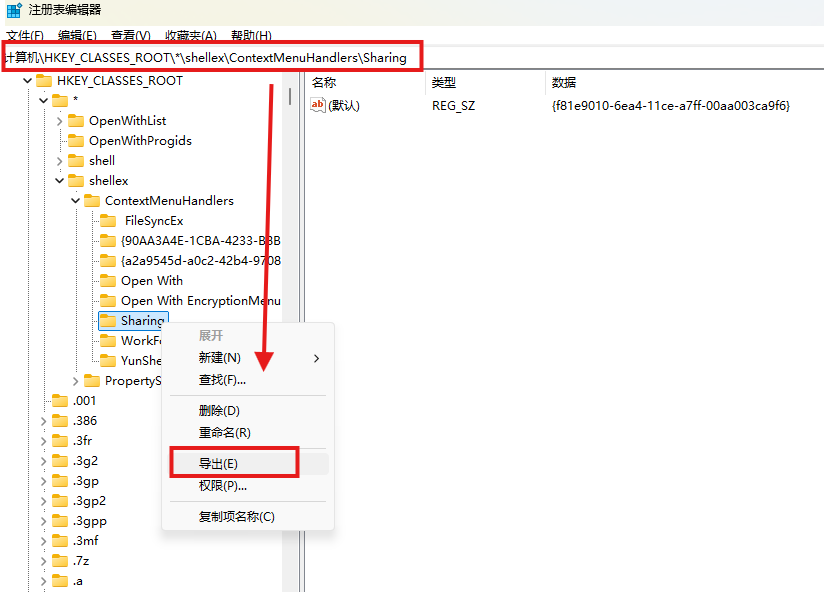 注册表编辑器
文件(F) 编辑(E) 查看(V) 收藏夹(A) 帮助(H)
计算机\HKEY_CLASSES_ROOT\*\shellex\ContextMenuHandlers\Sharing
HKEY_CLASSES_ROOT
*
OpenWithList
OpenWithProgids
shell
shellex
ContextMenuHandlers
FileSyncEx
{90AA3A4E-1CBA-4233-B8B
{a2a9545d-a0c2-42b4-9708
Open With
Open With EncryptionMenu
Sharing
WorkFo
YunShe
PropertyS
.001
.386
.3fr
.3g2
.3gp
.3gp2
.3gpp
.3mf
.7z
.a
名称 类型 数据
ab (默认) REG_SZ {f81e9010-6ea4-11ce-a7ff-00aa003ca9f6}
展开
新建(N)
查找(F)...
删除(D)
重命名(R)
导出(E)
权限(P)...
复制项名称(C)